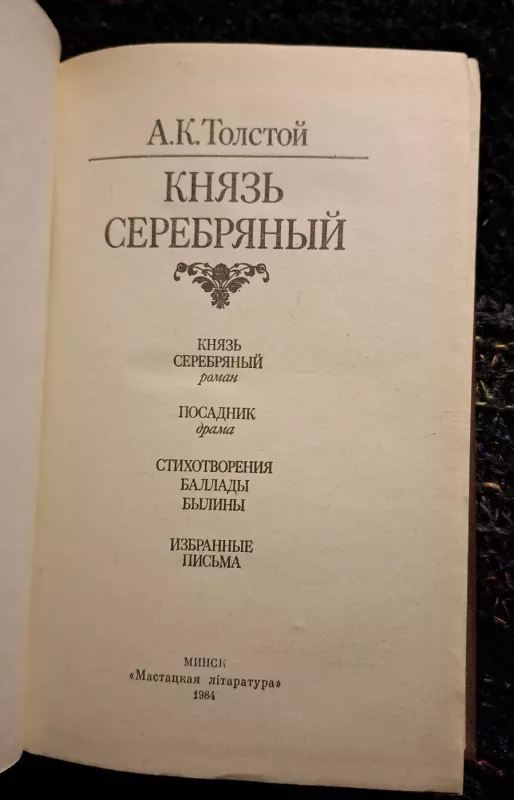 А.К.Толстой
КНЯЗЬ
СЕРЕБРЯНЫЙ
КНЯЗЬ
СЕРЕБРЯНЫЙ
роман
ПОСАДНИК
драма
СТИХОТВОРЕНИЯ
БАЛЛАДЫ
БЫЛИНЫ
ИЗБРАННЫЕ
ПИСЬМА
МИНСК
«Мастацкая літаратура»
1984